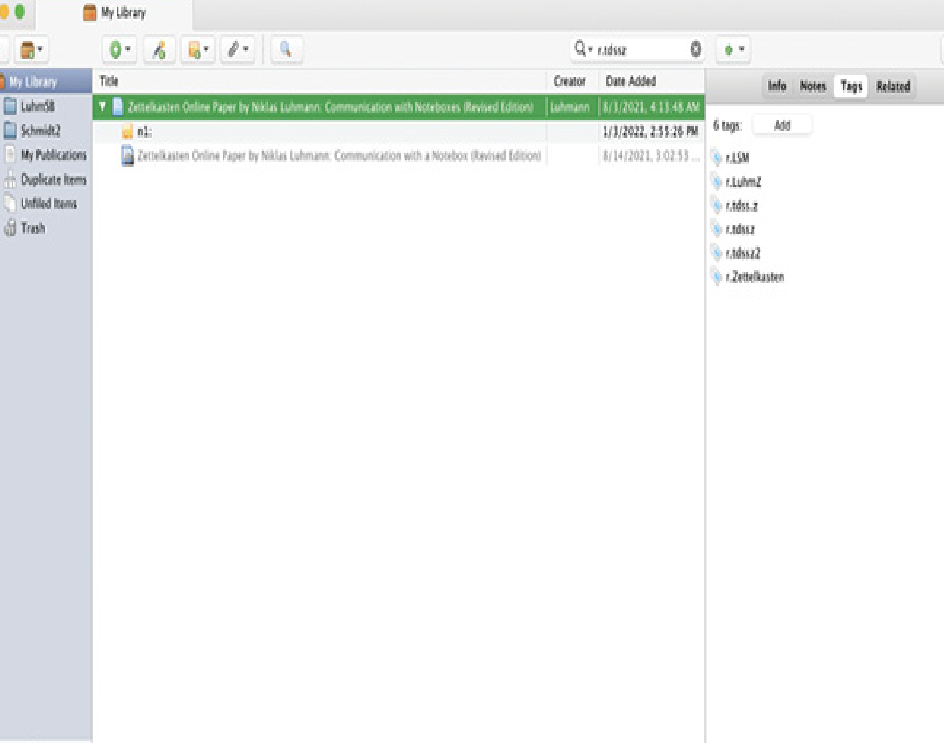 My Library
r.tdssz
My Library
Title Creator Date Added
Info Notes Tags Related
Luhm58
Zettelkasten Online Paper by Niklas Luhmann: Communication with Noteboxes (Revised Edition) Luhmann 8/3/2021, 4:13:48 AM
6 tags: Add
Schmidt2
n1: 1/3/2022, 2:55:26 PM
My Publications
Zettelkasten Online Paper by Niklas Luhmann: Communication with a Notebox (Revised Edition) 8/14/2021, 3:02:53 ...
r.LSM
Duplicate Items
r.LuhmZ
Unfiled Items
r.tdss.z
Trash
r.tdssz
r.tdssz2
r.Zettelkasten